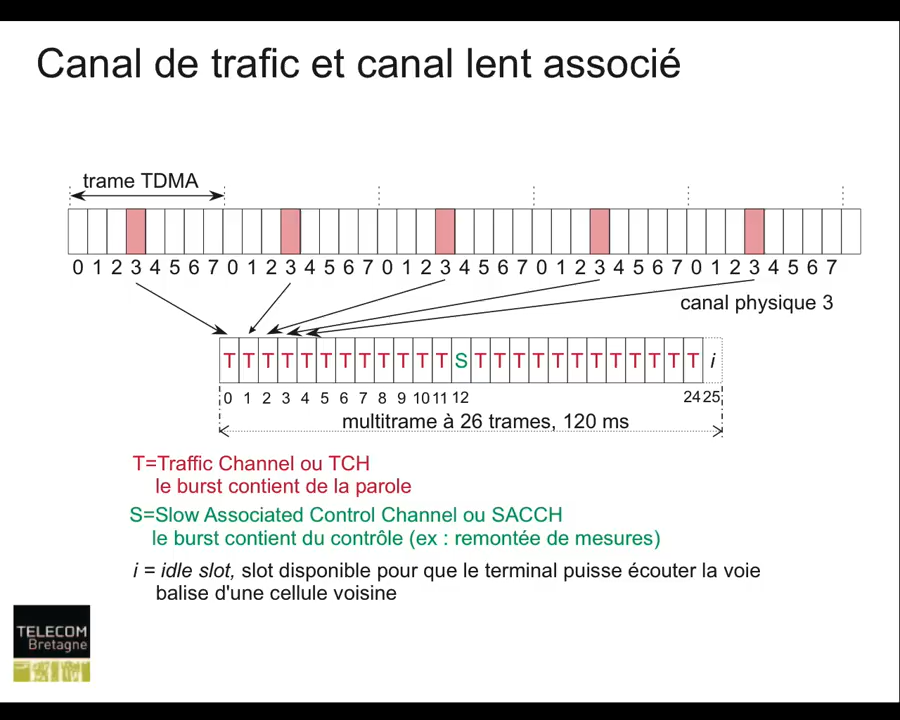 Canal de trafic et canal lent associé
trame TDMA
0 1 2 3 4 5 6 7 0 1 2 3 4 5 6 7 0 1 2 3 4 5 6 7 0 1 2 3 4 5 6 7 0 1 2 3 4 5 6 7
canal physique 3
T T T T T T T T T T T T S T T T T T T T T T T T T i
0 1 2 3 4 5 6 7 8 9 10 11 12 24 25
multitrame à 26 trames, 120 ms
T=Traffic Channel ou TCH
le burst contient de la parole
S=Slow Associated Control Channel ou SACCH
le burst contient du contrôle (ex : remontée de mesures)
i = idle slot, slot disponible pour que le terminal puisse écouter la voie
balise d'une cellule voisine
TELECOM
Bretagne